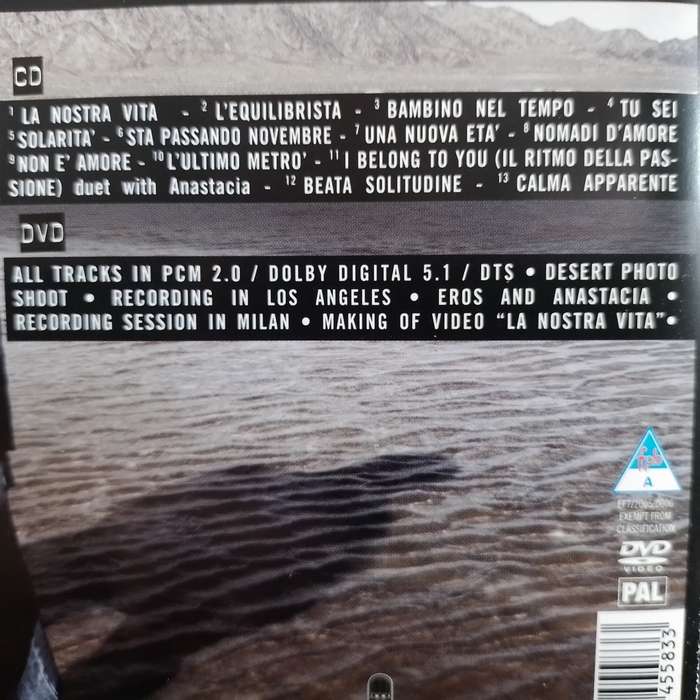 CD
1 LA NOSTRA VITA - 2 L'EQUILIBRISTA - 3 BAMBINO NEL TEMPO - 4 TU SEI
5 SOLARITA' - 6 STA PASSANDO NOVEMBRE - 7 UNA NUOVA ETA' - 8 NOMADI D'AMORE
9 NON E' AMORE - 10 L'ULTIMO METRO' - 11 I BELONG TO YOU (IL RITMO DELLA PAS-
SIONE) duet with Anastacia - 12 BEATA SOLITUDINE - 13 CALMA APPARENTE
DVD
ALL TRACKS IN PCM 2.0 / DOLBY DIGITAL 5.1 / DTS • DESERT PHOTO
SHOOT • RECORDING IN LOS ANGELES • EROS AND ANASTACIA •
RECORDING SESSION IN MILAN • MAKING OF VIDEO "LA NOSTRA VITA" •
A
EXEMPT FROM
CLASSIFICATION
DVD
VIDEO
PAL
455833